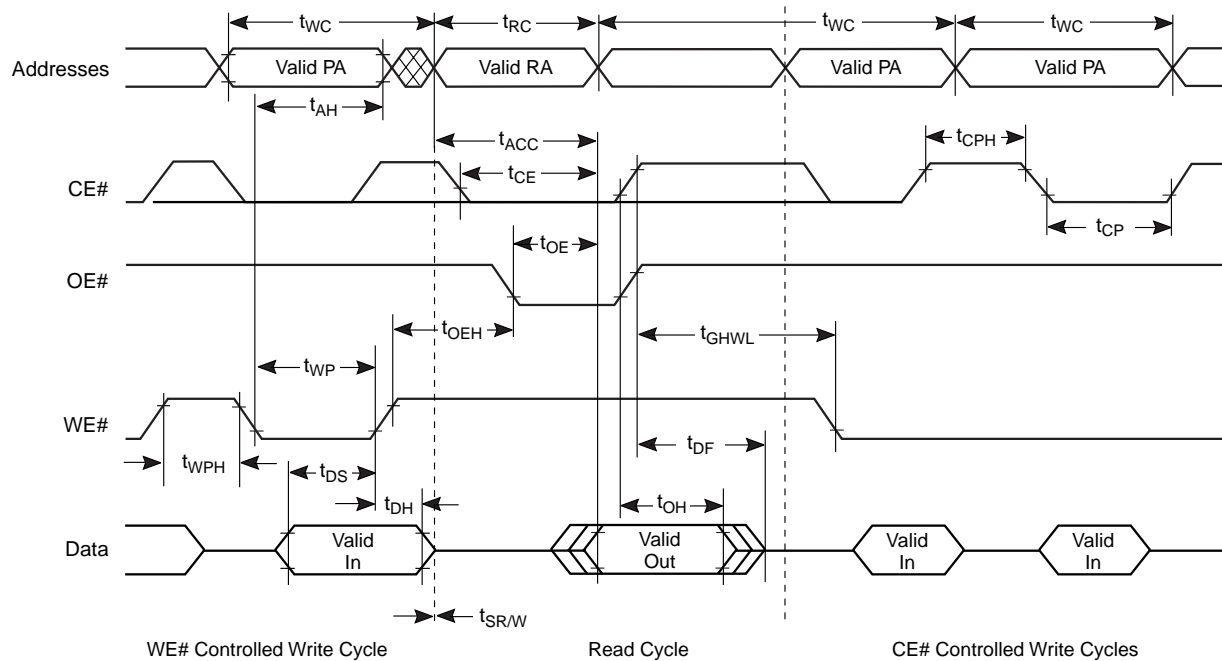 tWC tRC tWC tWC
Addresses Valid PA Valid RA Valid PA Valid PA
tAH
tACC tCPH
tCE
CE#
tCP
tOE
OE#
tOEH tGHWL
tWP
WE#
tWPH tDS tDF
tDH tOH
Data Valid In Valid Out Valid In Valid In
tSR/W
WE# Controlled Write Cycle Read Cycle CE# Controlled Write Cycles